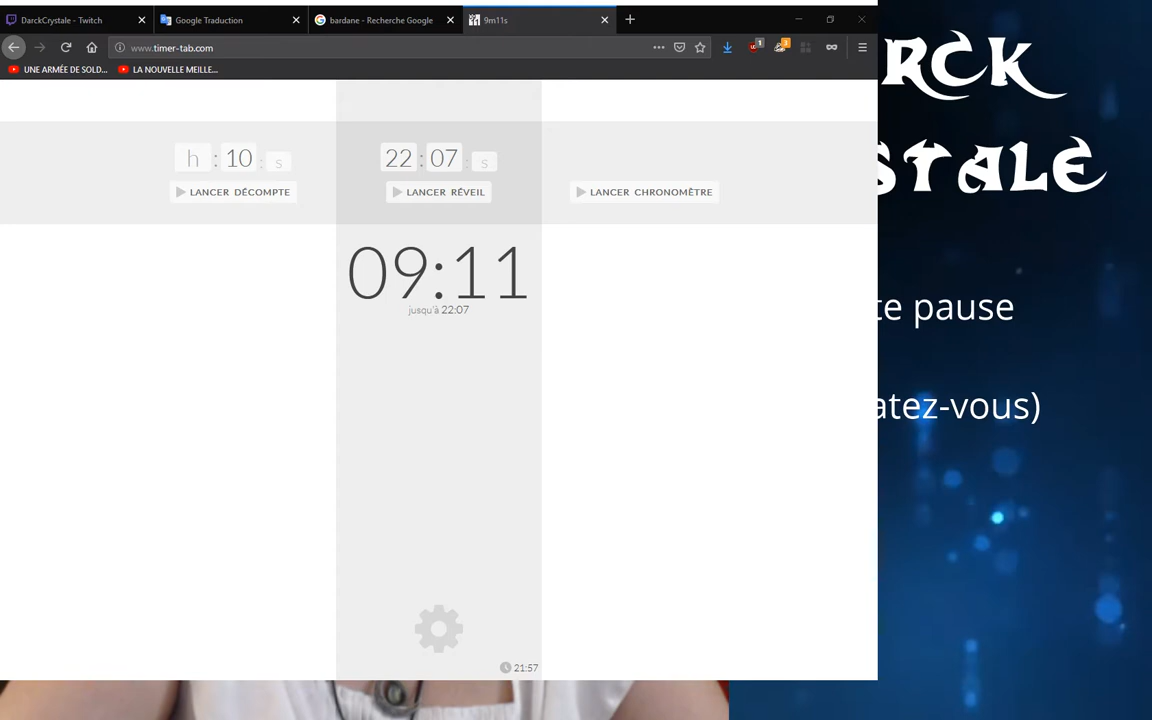 DarckCrystale - Twitch
Google Traduction
bardane - Recherche Google
9m11s
www.timer-tab.com
1
3
UNE ARMÉE DE SOLD...
LA NOUVELLE MEILLE...
h : 10 : s
22 : 07 : s
LANCER DÉCOMPTE
LANCER RÉVEIL
LANCER CHRONOMÈTRE
09:11
jusqu'à 22:07
21:57
RCK
STALE
te pause
atez-vous)